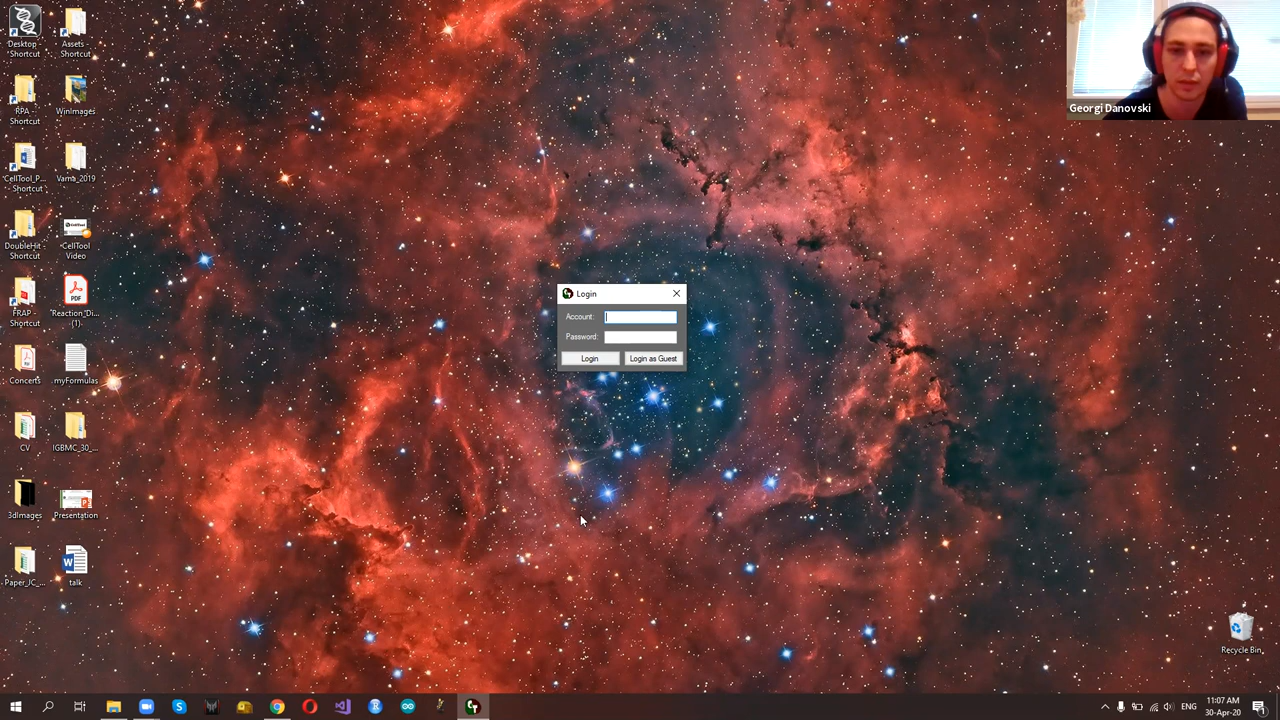 Desktop -
Shortcut
Assets -
Shortcut
RPA -
Shortcut
WinImages
CellTool_P...
Shortcut
Varna_2019
DoubleHit -
Shortcut
CellTool
Video
FRAP -
Shortcut
PDF
Reaction_Di...
(1)
Concerts
myFormulas
CV
IGBMC_30_...
3dImages
Presentation
Paper_JC_...
talk
Georgi Danovski
Login
Account:
Password:
Login
Login as Guest
Recycle Bin
ENG
11:07 AM
30-Apr-20